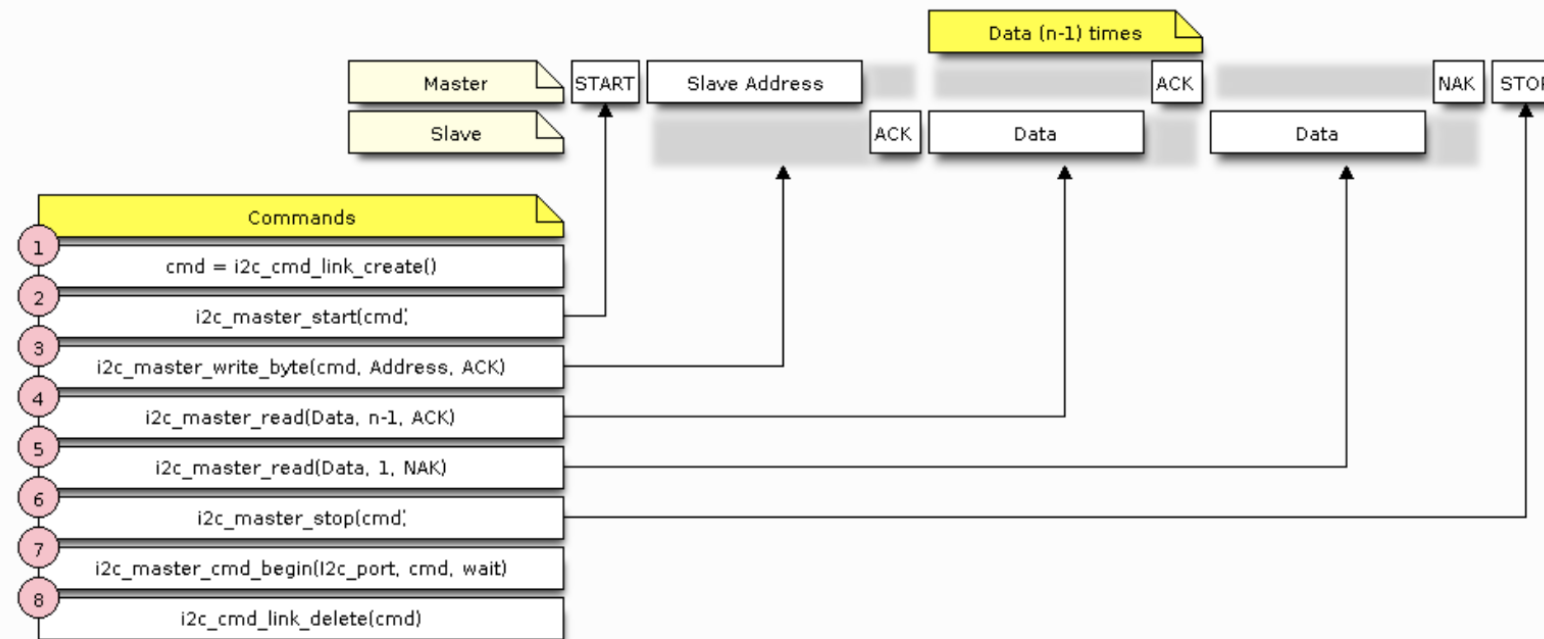 Data (n-1) times
Master START Slave Address ACK NAK STOP
Slave ACK Data Data
Commands
1 cmd = i2c_cmd_link_create()
2 i2c_master_start(cmd;
3 i2c_master_write_byte(cmd, Address, ACK)
4 i2c_master_read(Data, n-1, ACK)
5 i2c_master_read(Data, 1, NAK)
6 i2c_master_stop(cmd;
7 i2c_master_cmd_begin(I2c_port, cmd, wait)
8 i2c_cmd_link_delete(cmd)